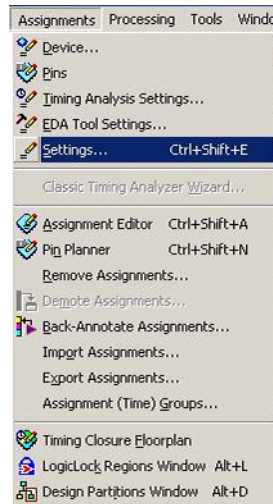 Assignments Processing Tools Windo
Device...
Pins
Timing Analysis Settings...
EDA Tool Settings...
Settings... Ctrl+Shift+E
Classic Timing Analyzer Wizard...
Assignment Editor Ctrl+Shift+A
Pin Planner Ctrl+Shift+N
Remove Assignments...
Demote Assignments...
Back-Annotate Assignments...
Import Assignments...
Export Assignments...
Assignment (Time) Groups...
Timing Closure Floorplan
LogicLock Regions Window Alt+L
Design Partitions Window Alt+D